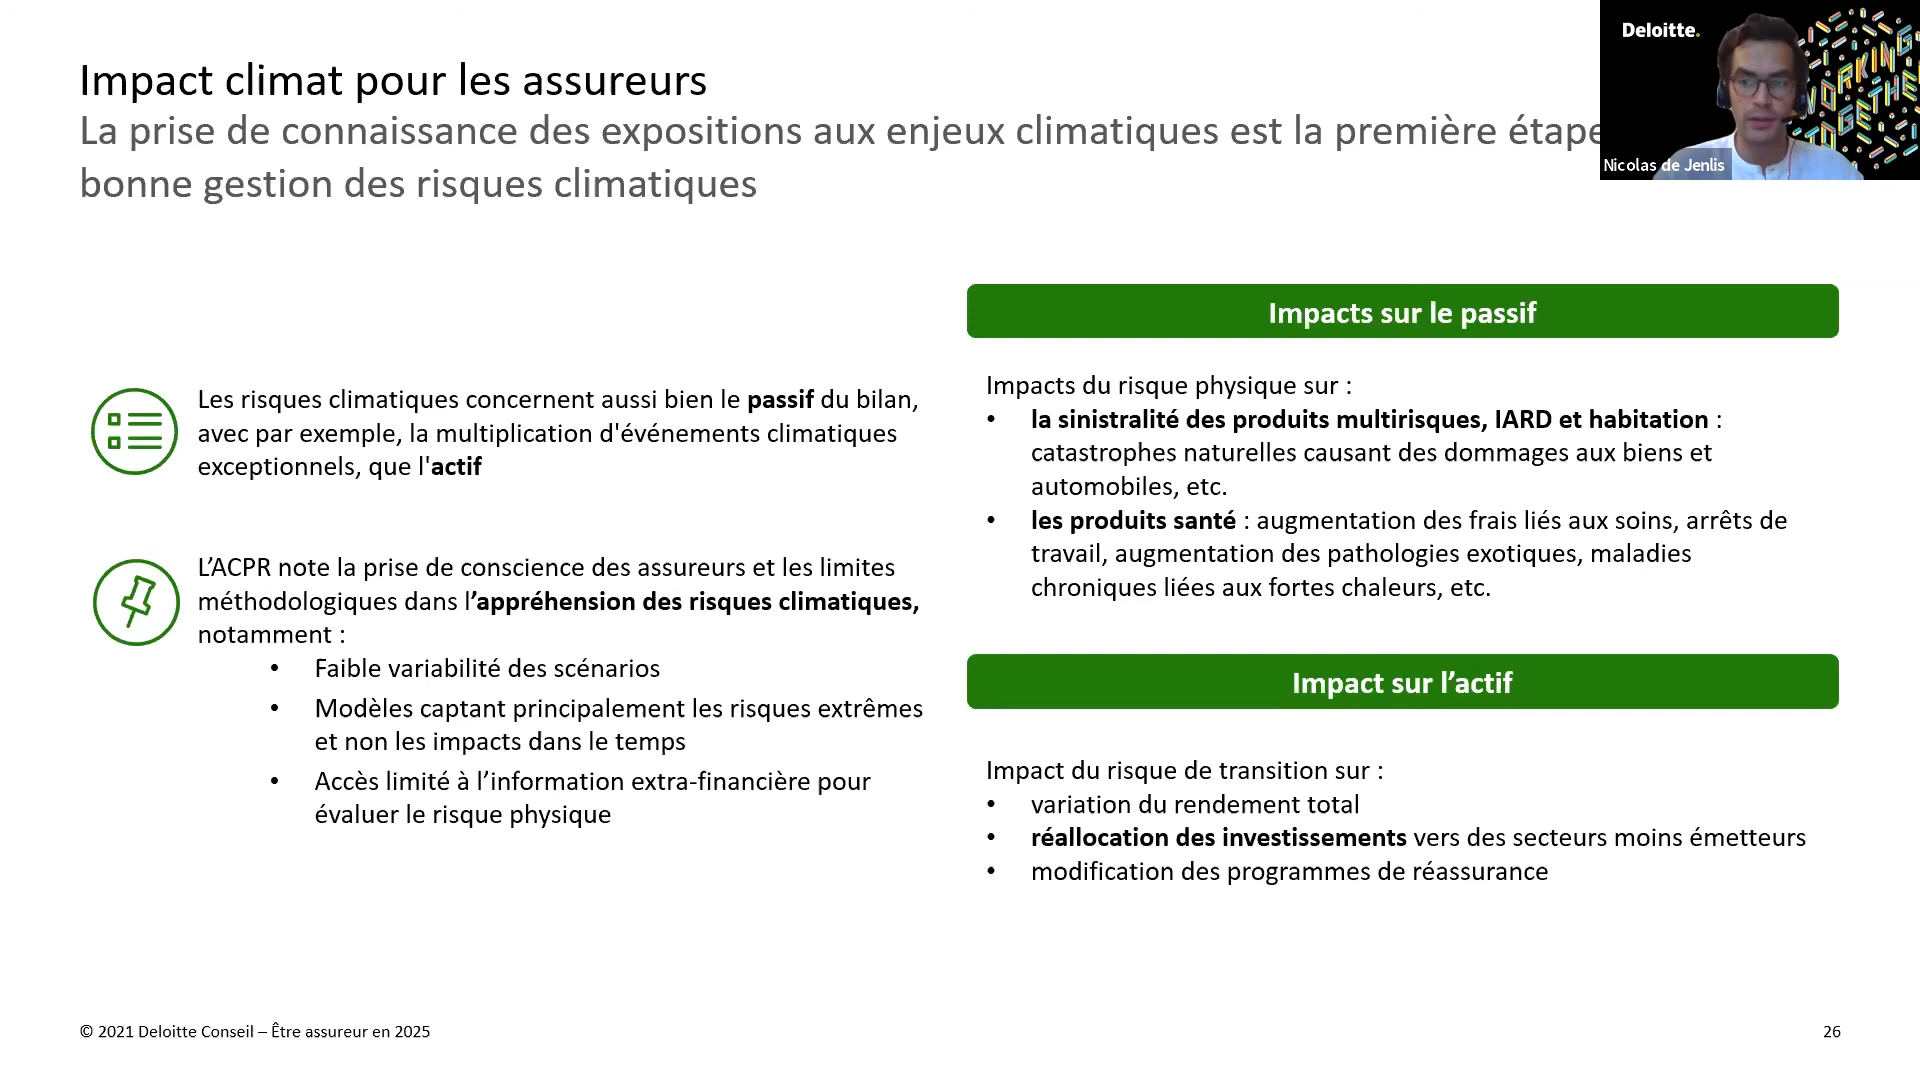 Impact climat pour les assureurs
La prise de connaissance des expositions aux enjeux climatiques est la première étape
bonne gestion des risques climatiques
Deloitte.
WORKING
TOGETHER
Nicolas de Jenlis
Les risques climatiques concernent aussi bien le passif du bilan,
avec par exemple, la multiplication d'événements climatiques
exceptionnels, que l'actif
L’ACPR note la prise de conscience des assureurs et les limites
méthodologiques dans l’appréhension des risques climatiques,
notamment :
• Faible variabilité des scénarios
• Modèles captant principalement les risques extrêmes
et non les impacts dans le temps
• Accès limité à l’information extra-financière pour
évaluer le risque physique
Impacts sur le passif
Impacts du risque physique sur :
• la sinistralité des produits multirisques, IARD et habitation :
catastrophes naturelles causant des dommages aux biens et
automobiles, etc.
• les produits santé : augmentation des frais liés aux soins, arrêts de
travail, augmentation des pathologies exotiques, maladies
chroniques liées aux fortes chaleurs, etc.
Impact sur l’actif
Impact du risque de transition sur :
• variation du rendement total
• réallocation des investissements vers des secteurs moins émetteurs
• modification des programmes de réassurance
© 2021 Deloitte Conseil – Être assureur en 2025
26